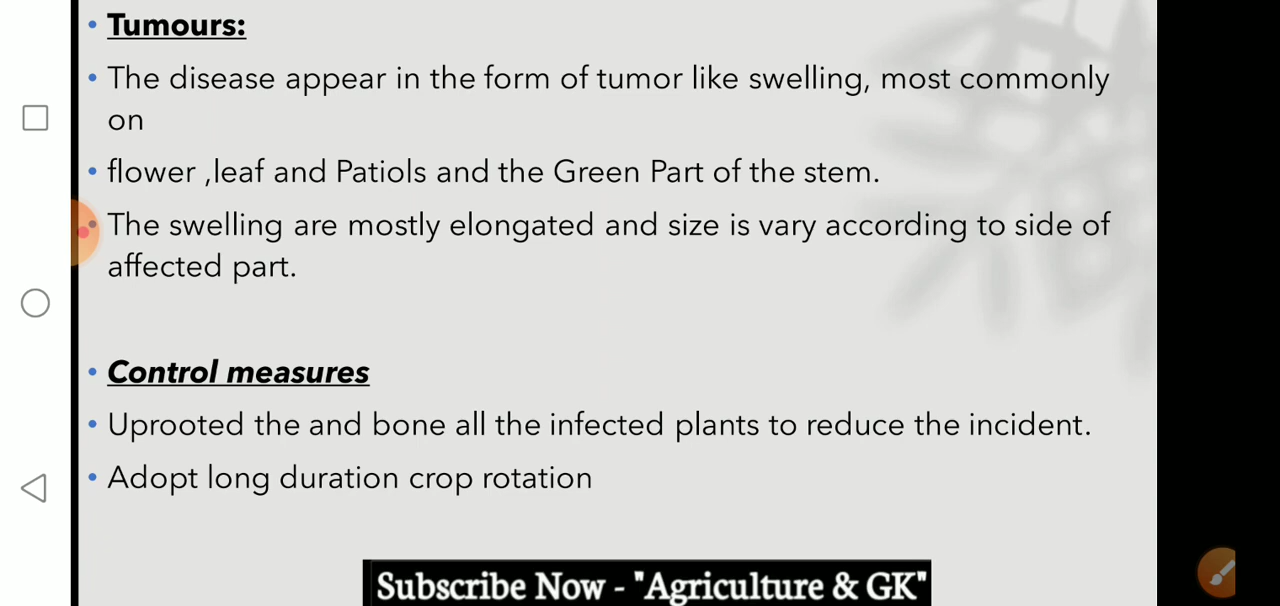 • Tumours:
• The disease appear in the form of tumor like swelling, most commonly
on
• flower ,leaf and Patiols and the Green Part of the stem.
• The swelling are mostly elongated and size is vary according to side of
affected part.
• Control measures
• Uprooted the and bone all the infected plants to reduce the incident.
• Adopt long duration crop rotation
Subscribe Now - "Agriculture & GK"